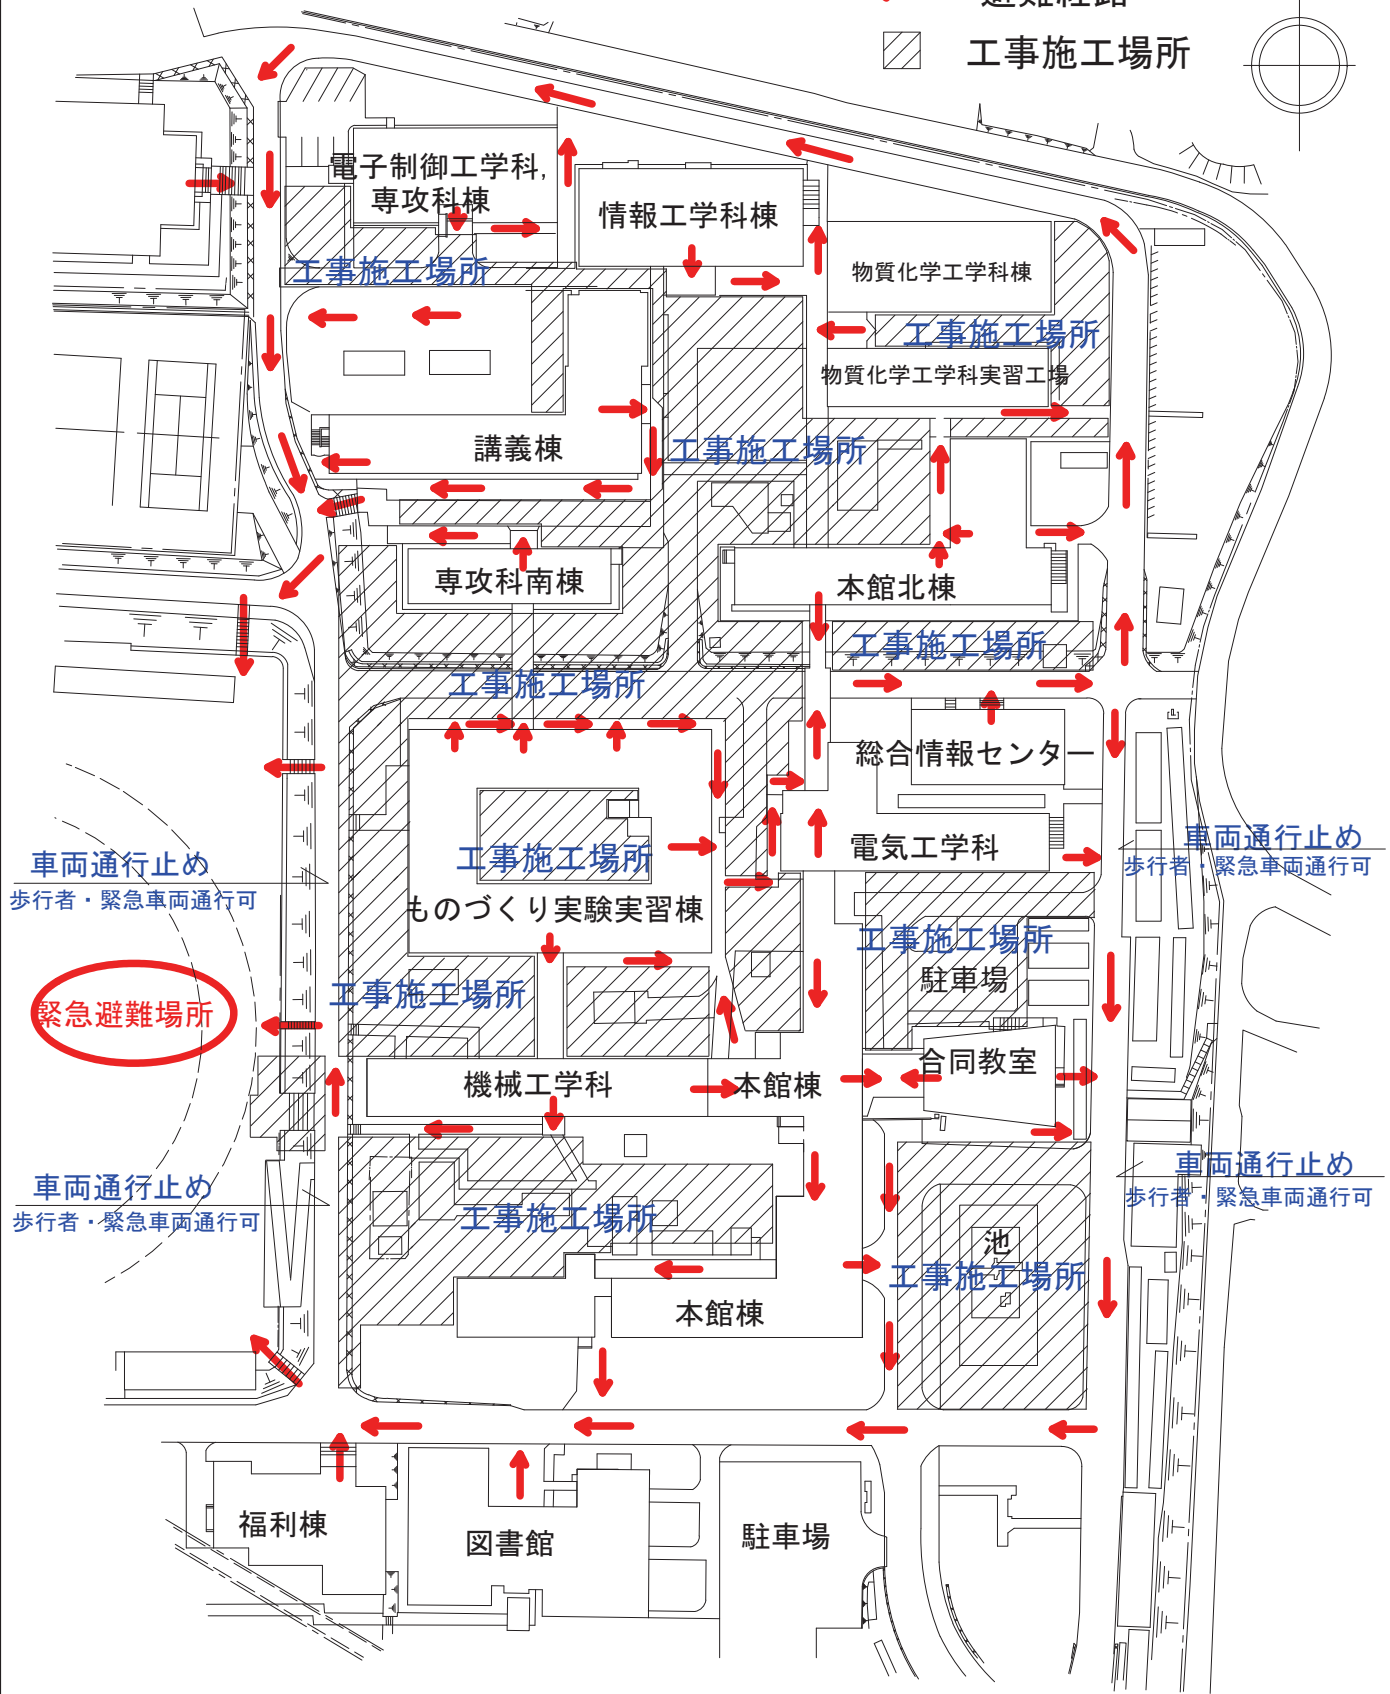 避難経路
工事施工場所
電子制御工学科,
専攻科棟
情報工学科棟
物質化学工学科棟
工事施工場所
工事施工場所
物質化学工学科実習工場
講義棟
工事施工場所
専攻科南棟
本館北棟
工事施工場所
工事施工場所
総合情報センター
電気工学科
車両通行止め
歩行者・緊急車両通行可
車両通行止め
歩行者・緊急車両通行可
工事施工場所
ものづくり実験実習棟
工事施工場所
駐車場
工事施工場所
緊急避難場所
合同教室
機械工学科
本館棟
車両通行止め
歩行者・緊急車両通行可
車両通行止め
歩行者・緊急車両通行可
工事施工場所
池
工事施工場所
本館棟
福利棟
図書館
駐車場